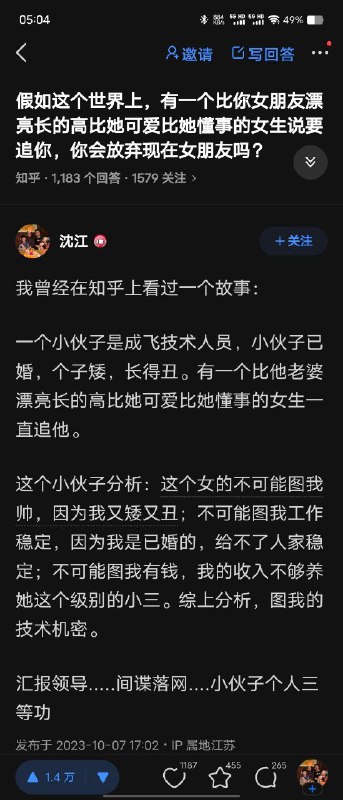 05:04
49%
邀请
写回答
假如这个世界上，有一个比你女朋友漂
亮长的高比她可爱比她懂事的女生说要
追你，你会放弃现在女朋友吗？
知乎 · 1,183 个回答 · 1579 关注 >
沈江
+关注
我曾经在知乎上看过一个故事：
一个小伙子是成飞技术人员，小伙子已
婚，个子矮，长得丑。有一个比他老婆
漂亮长的高比她可爱比她懂事的女生一
直追他。
这个小伙子分析：这个女的不可能图我
帅，因为我又矮又丑；不可能图我工作
稳定，因为我是已婚的，给不了人家稳
定；不可能图我有钱，我的收入不够养
她这个级别的小三。综上分析，图我的
技术机密。
汇报领导.....间谍落网....小伙子个人三
等功
发布于 2023-10-07 17:02 · IP 属地江苏
1.4 万
1187
455
265